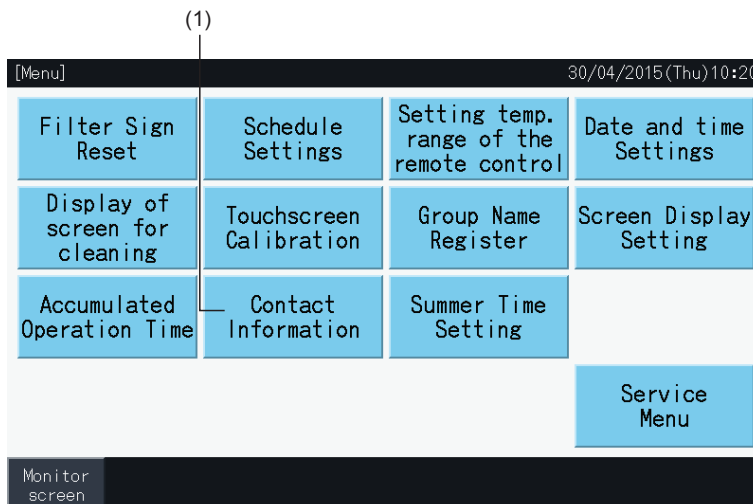 (1)
[Menu] 30/04/2015(Thu)10:20
Filter Sign
Reset
Schedule
Settings
Setting temp.
range of the
remote control
Date and time
Settings
Display of
screen for
cleaning
Touchscreen
Calibration
Group Name
Register
Screen Display
Setting
Accumulated
Operation Time
Contact
Information
Summer Time
Setting
Service
Menu
Monitor
screen